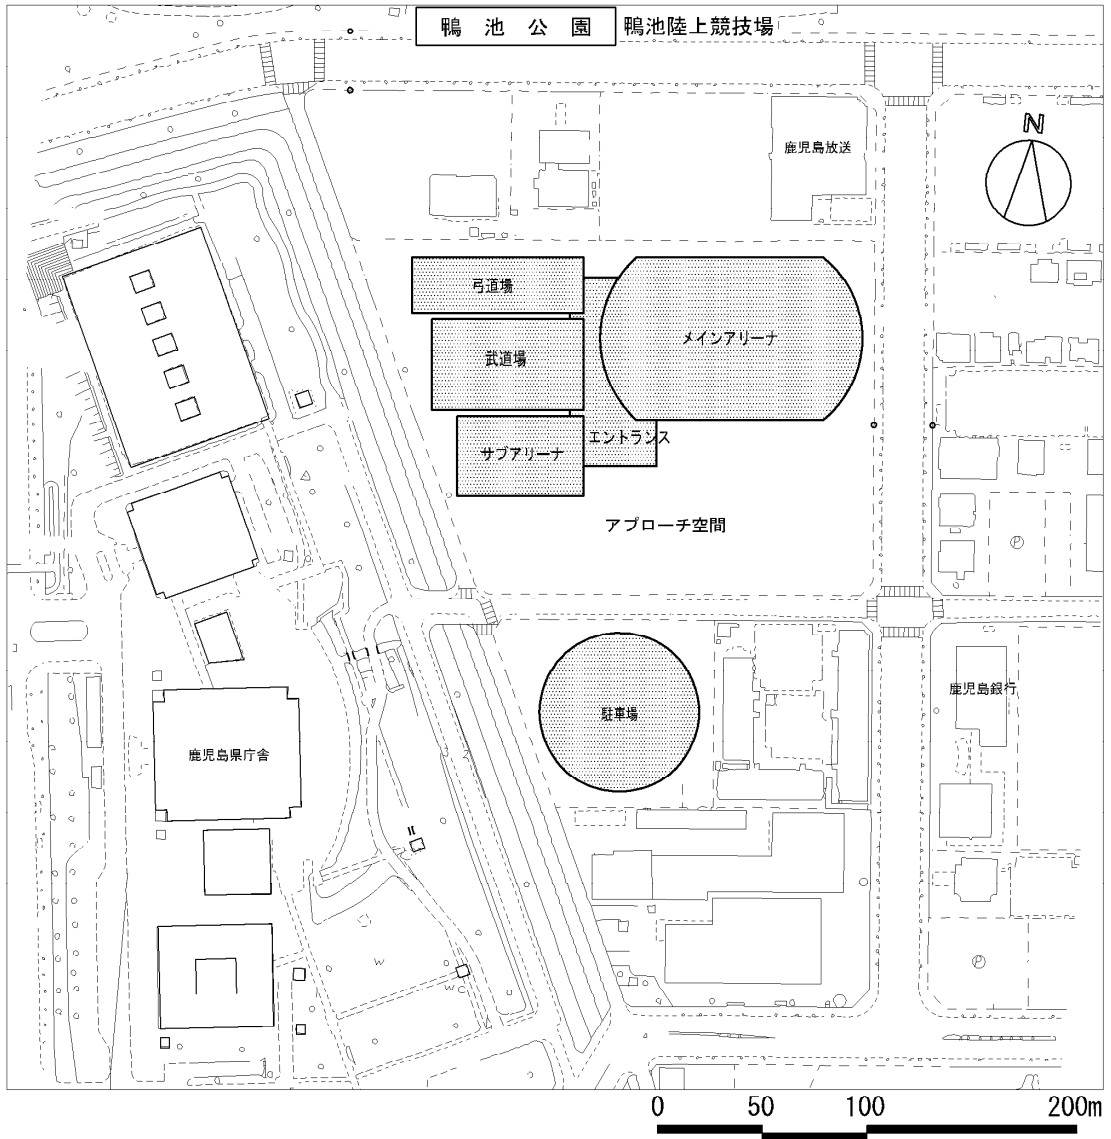 鴨池公園 鴨池陸上競技場
N
鹿児島放送
弓道場
メインアリーナ
武道場
エントランス
サブアリーナ
アプローチ空間
P
鹿児島銀行
駐車場
鹿児島県庁舎
W
P
W C
0 50 100 200m